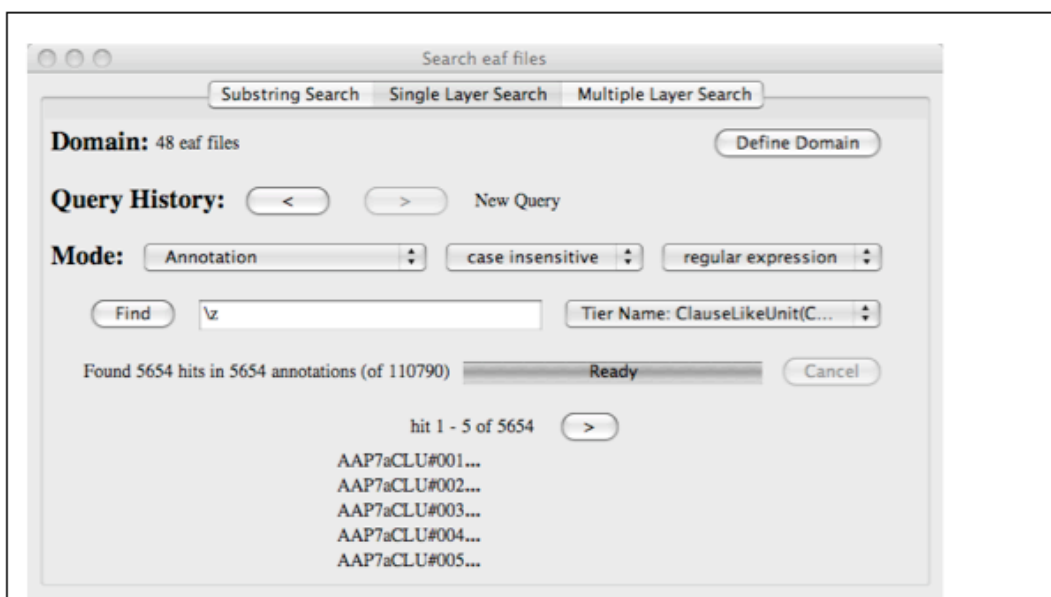 Search eaf files
Substring Search Single Layer Search Multiple Layer Search
Domain: 48 eaf files Define Domain
Query History: < > New Query
Mode: Annotation case insensitive regular expression
Find \z Tier Name: ClauseLikeUnit(C...
Found 5654 hits in 5654 annotations (of 110790) Ready Cancel
hit 1 - 5 of 5654 >
AAP7aCLU#001...
AAP7aCLU#002...
AAP7aCLU#003...
AAP7aCLU#004...
AAP7aCLU#005...